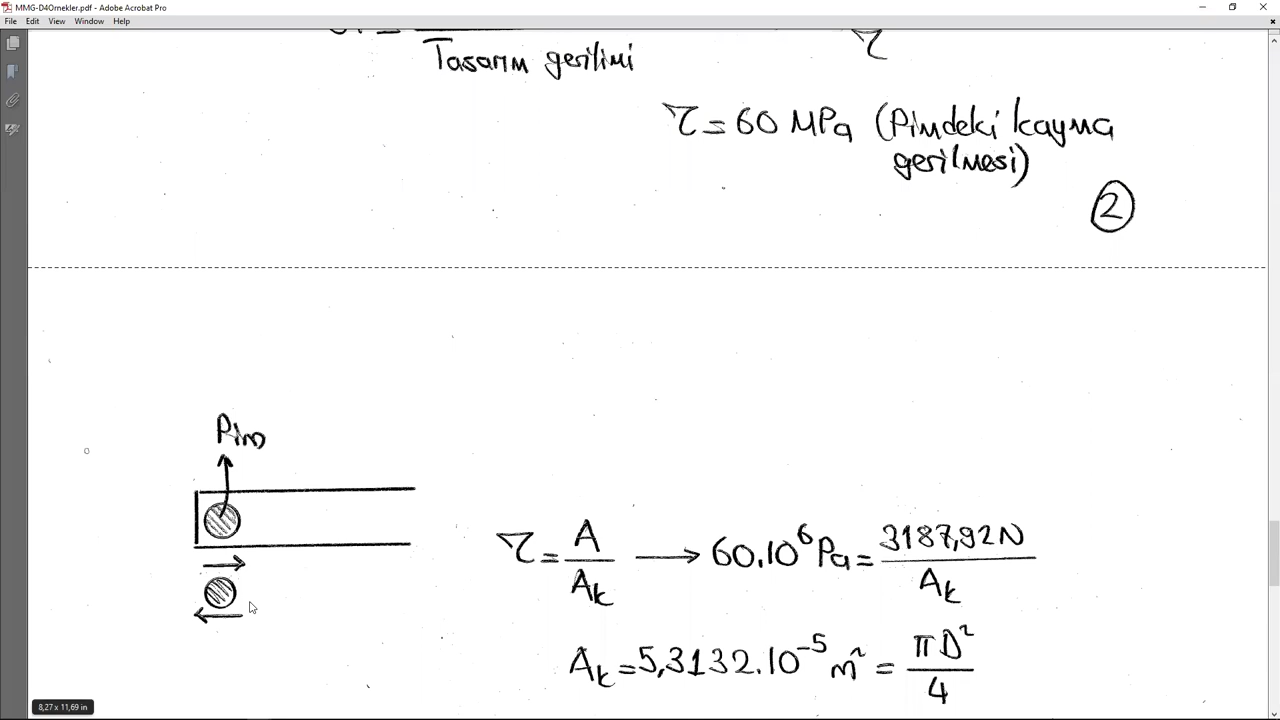 MMG-D4Ornekler.pdf - Adobe Acrobat Pro
File Edit View Window Help
Tasarım gerilimi
τ
τ = 60 MPa (Pimdeki kayma
gerilmesi)
2
Pim
τ = A / Ak → 60.10⁶ Pa = 3187,92N / Ak
Ak = 5,3132.10⁻⁵ m² = πD² / 4
8,27 x 11,69 in